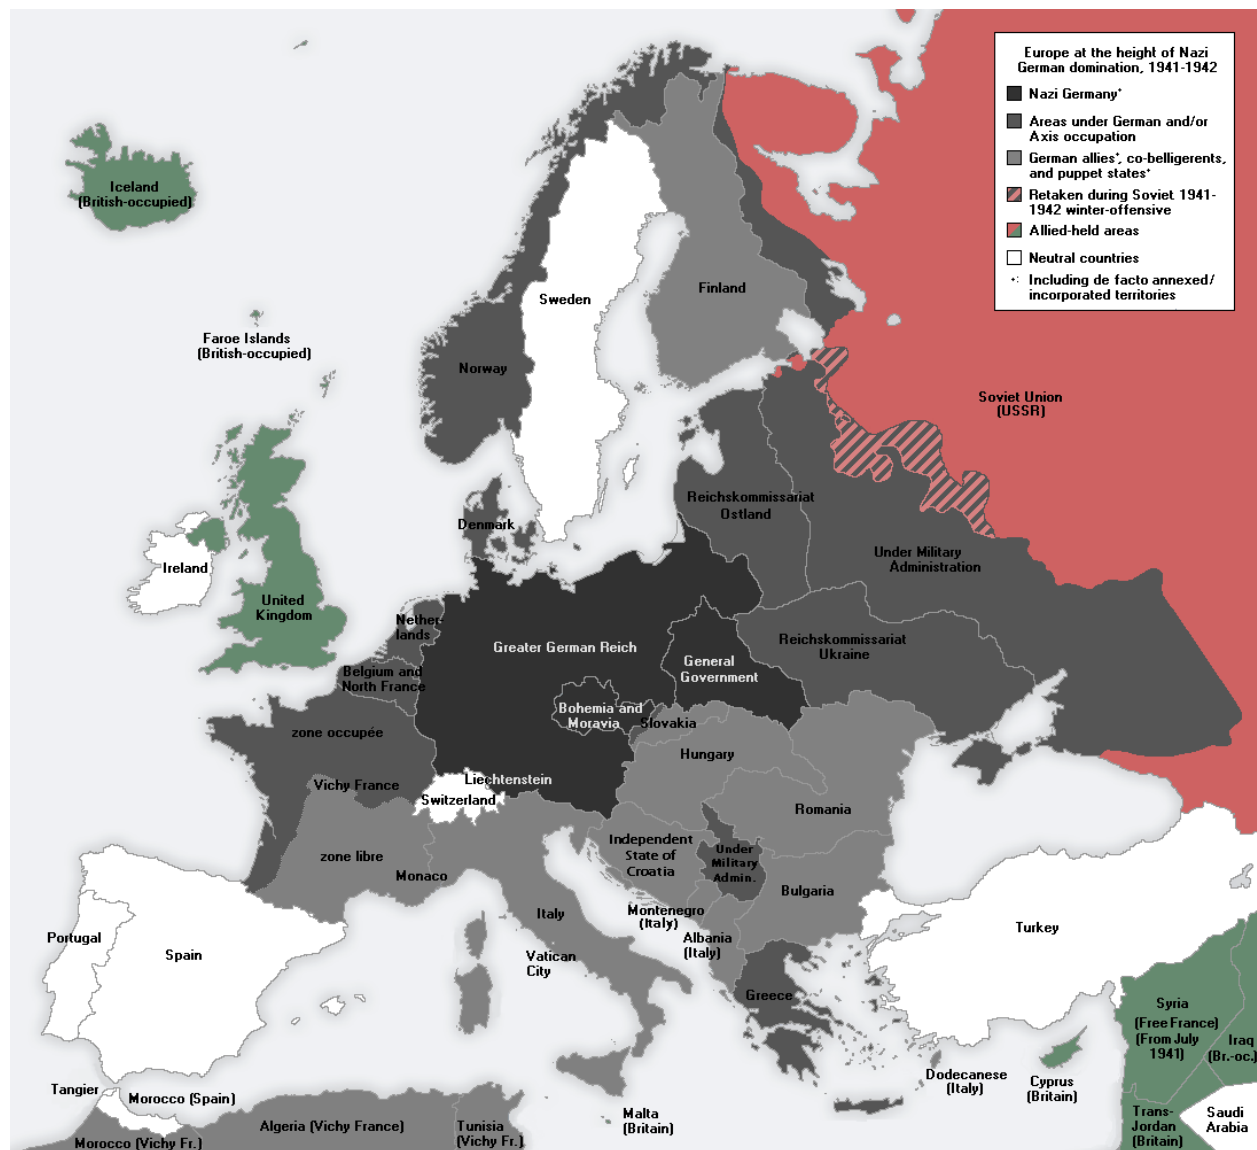 Europe at the height of Nazi
German domination, 1941-1942
Nazi Germany⁺
Areas under German and/or
Axis occupation
German allies⁺, co-belligerents,
and puppet states⁺
Retaken during Soviet 1941-
1942 winter-offensive
Allied-held areas
Neutral countries
⁺: Including de facto annexed/
incorporated territories
Iceland
(British-occupied)
Faroe Islands
(British-occupied)
Sweden
Finland
Norway
Soviet Union
(USSR)
Denmark
Reichskommissariat
Ostland
Under Military
Administration
Ireland
United
Kingdom
Nether-
lands
Belgium and
North France
Greater German Reich
General
Government
Reichskommissariat
Ukraine
Bohemia and
Moravia
Slovakia
zone occupée
Hungary
Vichy France
Liechtenstein
Switzerland
Romania
zone libre
Monaco
Independent
State of
Croatia
Under
Military
Admin.
Bulgaria
Italy
Montenegro
(Italy)
Albania
(Italy)
Portugal
Spain
Vatican
City
Greece
Turkey
Syria
(Free France)
(From July
1941)
Iraq
(Br.-oc.)
Tangier
Morocco (Spain)
Dodecanese
(Italy)
Cyprus
(Britain)
Malta
(Britain)
Trans-
Jordan
(Britain)
Saudi
Arabia
Morocco (Vichy Fr.)
Algeria (Vichy France)
Tunisia
(Vichy Fr.)